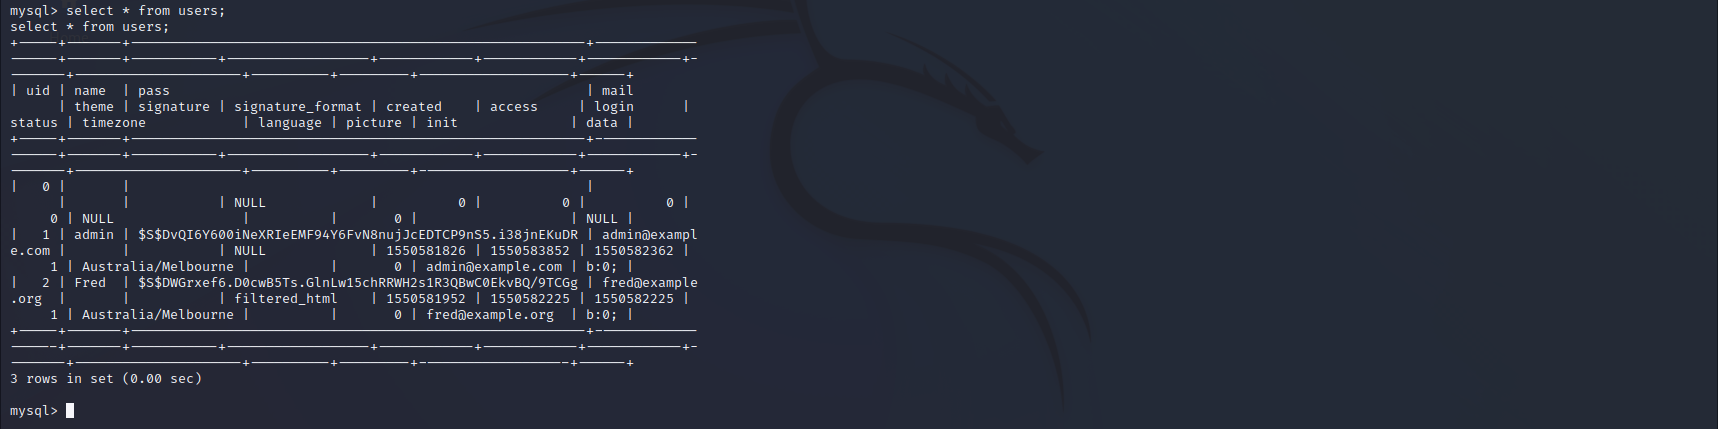 mysql> select * from users;
select * from users;
+-----+-------+---------------------------------------------------------+-------------
------+-------+-----------+------------------+------------+------------+------------+-
-------+---------------------+----------+---------+-------------------+------+
| uid | name  | pass                                                    | mail
      | theme | signature | signature_format | created    | access     | login      |
status | timezone            | language | picture | init              | data |
+-----+-------+---------------------------------------------------------+-------------
------+-------+-----------+------------------+------------+------------+------------+-
-------+---------------------+----------+---------+-------------------+------+
|   0 |       |                                                         |
      |       |           | NULL             |          0 |          0 |          0 |
     0 | NULL                |          |       0 |                   | NULL |
|   1 | admin | $S$DvQI6Y600iNeXRIeEMF94Y6FvN8nujJcEDTCP9nS5.i38jnEKuDR | admin@exampl
e.com |       |           | NULL             | 1550581826 | 1550583852 | 1550582362 |
     1 | Australia/Melbourne |          |       0 | admin@example.com | b:0; |
|   2 | Fred  | $S$DWGrxef6.D0cwB5Ts.GlnLw15chRRWH2s1R3QBwC0EkvBQ/9TCGg | fred@example
.org  |       |           | filtered_html    | 1550581952 | 1550582225 | 1550582225 |
     1 | Australia/Melbourne |          |       0 | fred@example.org  | b:0; |
+-----+-------+---------------------------------------------------------+-------------
------+-------+-----------+------------------+------------+------------+------------+-
-------+---------------------+----------+---------+-------------------+------+
3 rows in set (0.00 sec)
mysql>